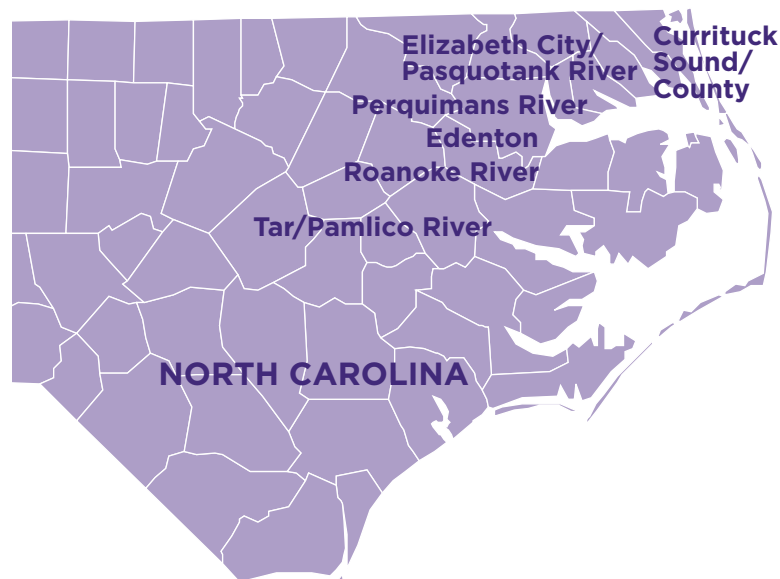 Elizabeth City/
Pasquotank River
Currituck
Sound/
County
Perquimans River
Edenton
Roanoke River
Tar/Pamlico River
NORTH CAROLINA